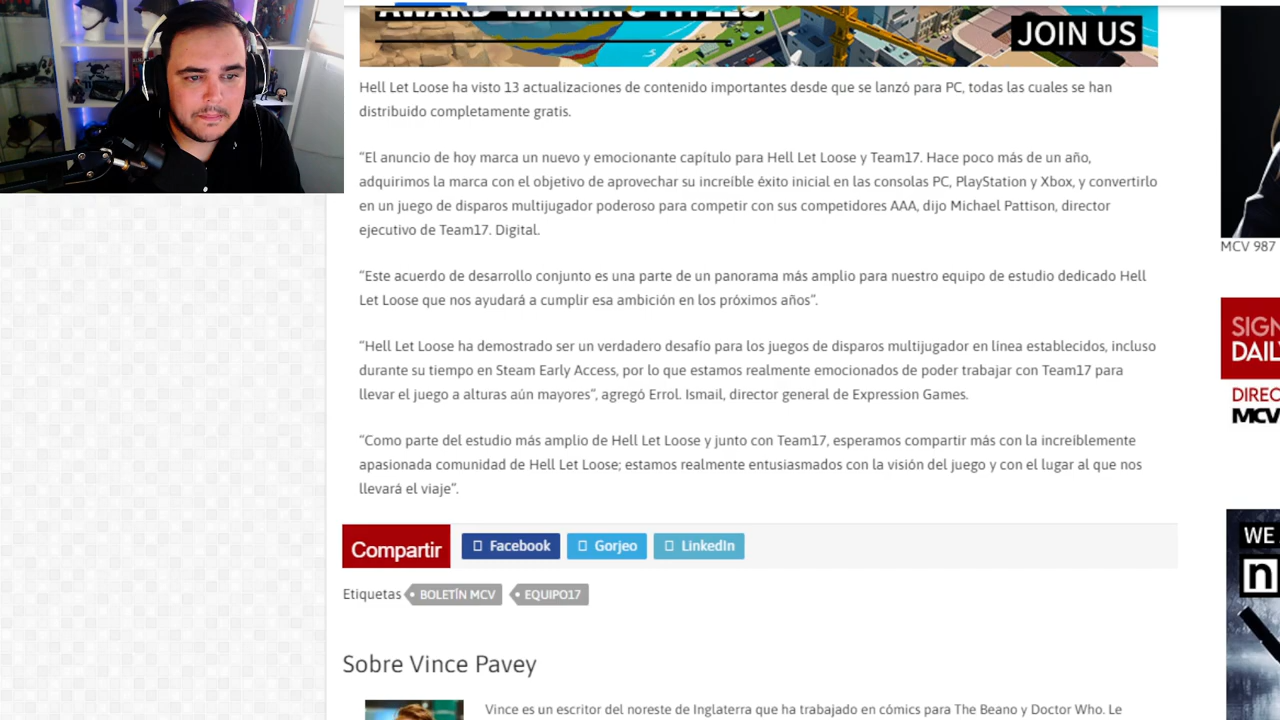 AWARD-WINNING TITLES
JOIN US
Hell Let Loose ha visto 13 actualizaciones de contenido importantes desde que se lanzó para PC, todas las cuales se han
distribuido completamente gratis.
“El anuncio de hoy marca un nuevo y emocionante capítulo para Hell Let Loose y Team17. Hace poco más de un año,
adquirimos la marca con el objetivo de aprovechar su increíble éxito inicial en las consolas PC, PlayStation y Xbox, y convertirlo
en un juego de disparos multijugador poderoso para competir con sus competidores AAA, dijo Michael Pattison, director
ejecutivo de Team17. Digital.
“Este acuerdo de desarrollo conjunto es una parte de un panorama más amplio para nuestro equipo de estudio dedicado Hell
Let Loose que nos ayudará a cumplir esa ambición en los próximos años”.
“Hell Let Loose ha demostrado ser un verdadero desafío para los juegos de disparos multijugador en línea establecidos, incluso
durante su tiempo en Steam Early Access, por lo que estamos realmente emocionados de poder trabajar con Team17 para
llevar el juego a alturas aún mayores”, agregó Errol. Ismail, director general de Expression Games.
“Como parte del estudio más amplio de Hell Let Loose y junto con Team17, esperamos compartir más con la increíblemente
apasionada comunidad de Hell Let Loose; estamos realmente entusiasmados con la visión del juego y con el lugar al que nos
llevará el viaje”.
Compartir
Facebook
Gorjeo
LinkedIn
Etiquetas
BOLETÍN MCV
EQUIPO17
Sobre Vince Pavey
Vince es un escritor del noreste de Inglaterra que ha trabajado en cómics para The Beano y Doctor Who. Le
MCV 987
SIGN
DAIL
DIREC
MCV
WE
n